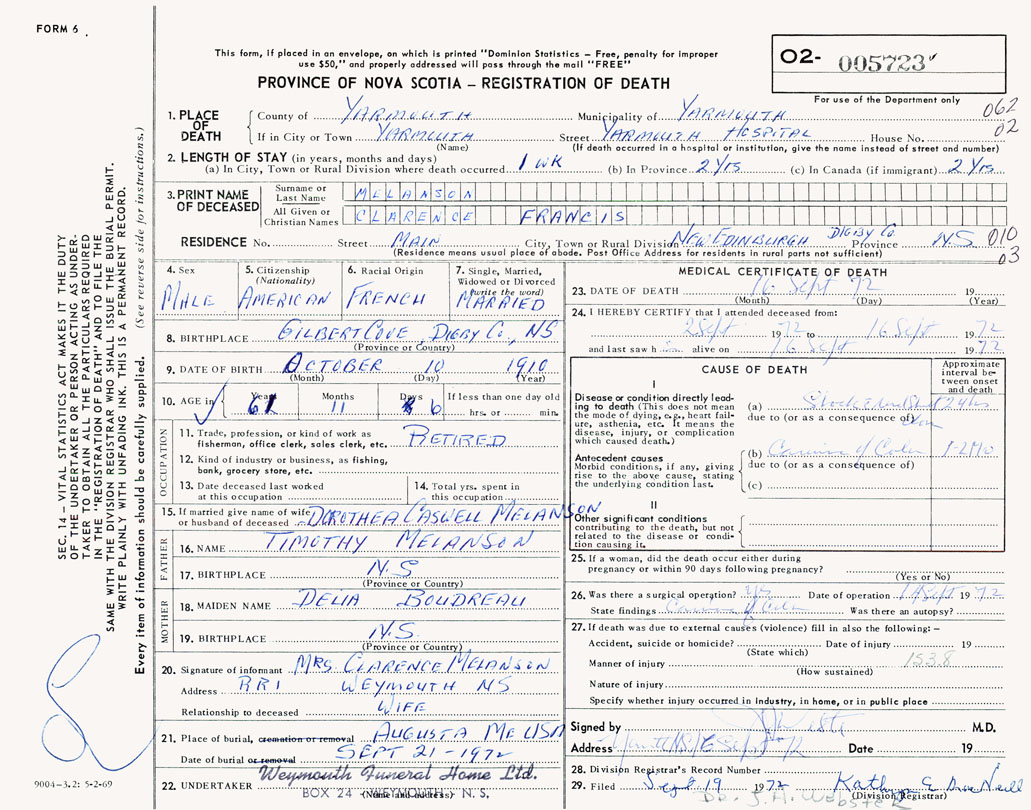 FORM 6
This form, if placed in an envelope, on which is printed "Dominion Statistics – Free, penalty for improper
use $50," and properly addressed will pass through the mail "FREE"
PROVINCE OF NOVA SCOTIA – REGISTRATION OF DEATH
O2- 005723
For use of the Department only
062
02
1. PLACE OF DEATH
County of YARMOUTH Municipality of YARMOUTH
If in City or Town YARMOUTH Street YARMOUTH HOSPITAL House No.
(Name) (If death occurred in a hospital or institution, give the name instead of street and number)
2. LENGTH OF STAY (in years, months and days)
(a) In City, Town or Rural Division where death occurred 1 WK (b) In Province 2 Yrs (c) In Canada (if immigrant) 2 Yrs
3. PRINT NAME OF DECEASED
Surname or Last Name MELANSON
All Given or Christian Names CLARENCE FRANCIS
RESIDENCE No. Street MAIN City, Town or Rural Division NEW EDINBURGH DIGBY Co. Province N.S. 010
(Residence means usual place of abode. Post Office Address for residents in rural parts not sufficient) 03
4. Sex MALE
5. Citizenship (Nationality) AMERICAN
6. Racial Origin FRENCH
7. Single, Married, Widowed or Divorced (write the word) MARRIED
8. BIRTHPLACE GILBERT COVE, DIGBY Co., NS
(Province or Country)
9. DATE OF BIRTH OCTOBER 10 1910
(Month) (Day) (Year)
10. AGE in Years 61 Months 11 Days 6 If less than one day old
hrs. or min.
OCCUPATION
11. Trade, profession, or kind of work as fisherman, office clerk, sales clerk, etc. RETIRED
12. Kind of industry or business, as fishing, bank, grocery store, etc.
13. Date deceased last worked at this occupation
14. Total yrs. spent in this occupation
15. If married give name of wife or husband of deceased DOROTHEA CASWELL MELANSON
FATHER
16. NAME TIMOTHY MELANSON
17. BIRTHPLACE N.S
(Province or Country)
MOTHER
18. MAIDEN NAME DELIA BOUDREAU
19. BIRTHPLACE N.S.
(Province or Country)
20. Signature of informant MRS. CLARENCE MELANSON
Address RR1 WEYMOUTH NS
Relationship to deceased WIFE
21. Place of burial, cremation or removal AUGUSTA ME USA
Date of burial or removal SEPT 21 - 1972
22. UNDERTAKER Weymouth Funeral Home Ltd.
(Name and address)
BOX 24 WEYMOUTH N. S.
MEDICAL CERTIFICATE OF DEATH
23. DATE OF DEATH 16 Sept 72 19
(Month) (Day) (Year)
24. I HEREBY CERTIFY that I attended deceased from:
2 Sept 1972 to 16 Sept 1972
and last saw h alive on 16 Sept 1972
CAUSE OF DEATH
Approximate interval between onset and death
I
Disease or condition directly leading to death (This does not mean the mode of dying, e.g., heart failure, asthenia, etc. It means the disease, injury, or complication which caused death.)
(a) Shock 24 hrs
due to (or as a consequence of)
Antecedent causes
Morbid conditions, if any, giving rise to the above cause, stating the underlying condition last.
(b) Carcinoma of Colon 1-2 Mo
due to (or as a consequence of)
(c)
II
Other significant conditions contributing to the death, but not related to the disease or condition causing it.
25. If a woman, did the death occur either during
pregnancy or within 90 days following pregnancy?
(Yes or No)
26. Was there a surgical operation? Yes Date of operation 14 Sept 1972
State findings Carcinoma of Colon Was there an autopsy?
27. If death was due to external causes (violence) fill in also the following: –
Accident, suicide or homicide? Date of injury 19
(State which)
Manner of injury 1538
(How sustained)
Nature of injury
Specify whether injury occurred in industry, in home, or in public place
Signed by M.D.
Address Date 19
28. Division Registrar's Record Number
29. Filed Sept 19 1972
(Division Registrar)
Dr. J. A. Webster
SEC. 14 – VITAL STATISTICS ACT MAKES IT THE DUTY
OF THE UNDERTAKER OR PERSON ACTING AS UNDER-
TAKER TO OBTAIN ALL THE PARTICULARS REQUIRED
IN THE "REGISTRATION OF DEATH" AND TO FILE THE
SAME WITH THE DIVISION REGISTRAR WHO SHALL ISSUE THE BURIAL PERMIT.
WRITE PLAINLY WITH UNFADING INK. THIS IS A PERMANENT RECORD.
Every item of information should be carefully supplied. (See reverse side for instructions.)
9004-3.2: 5-2-69